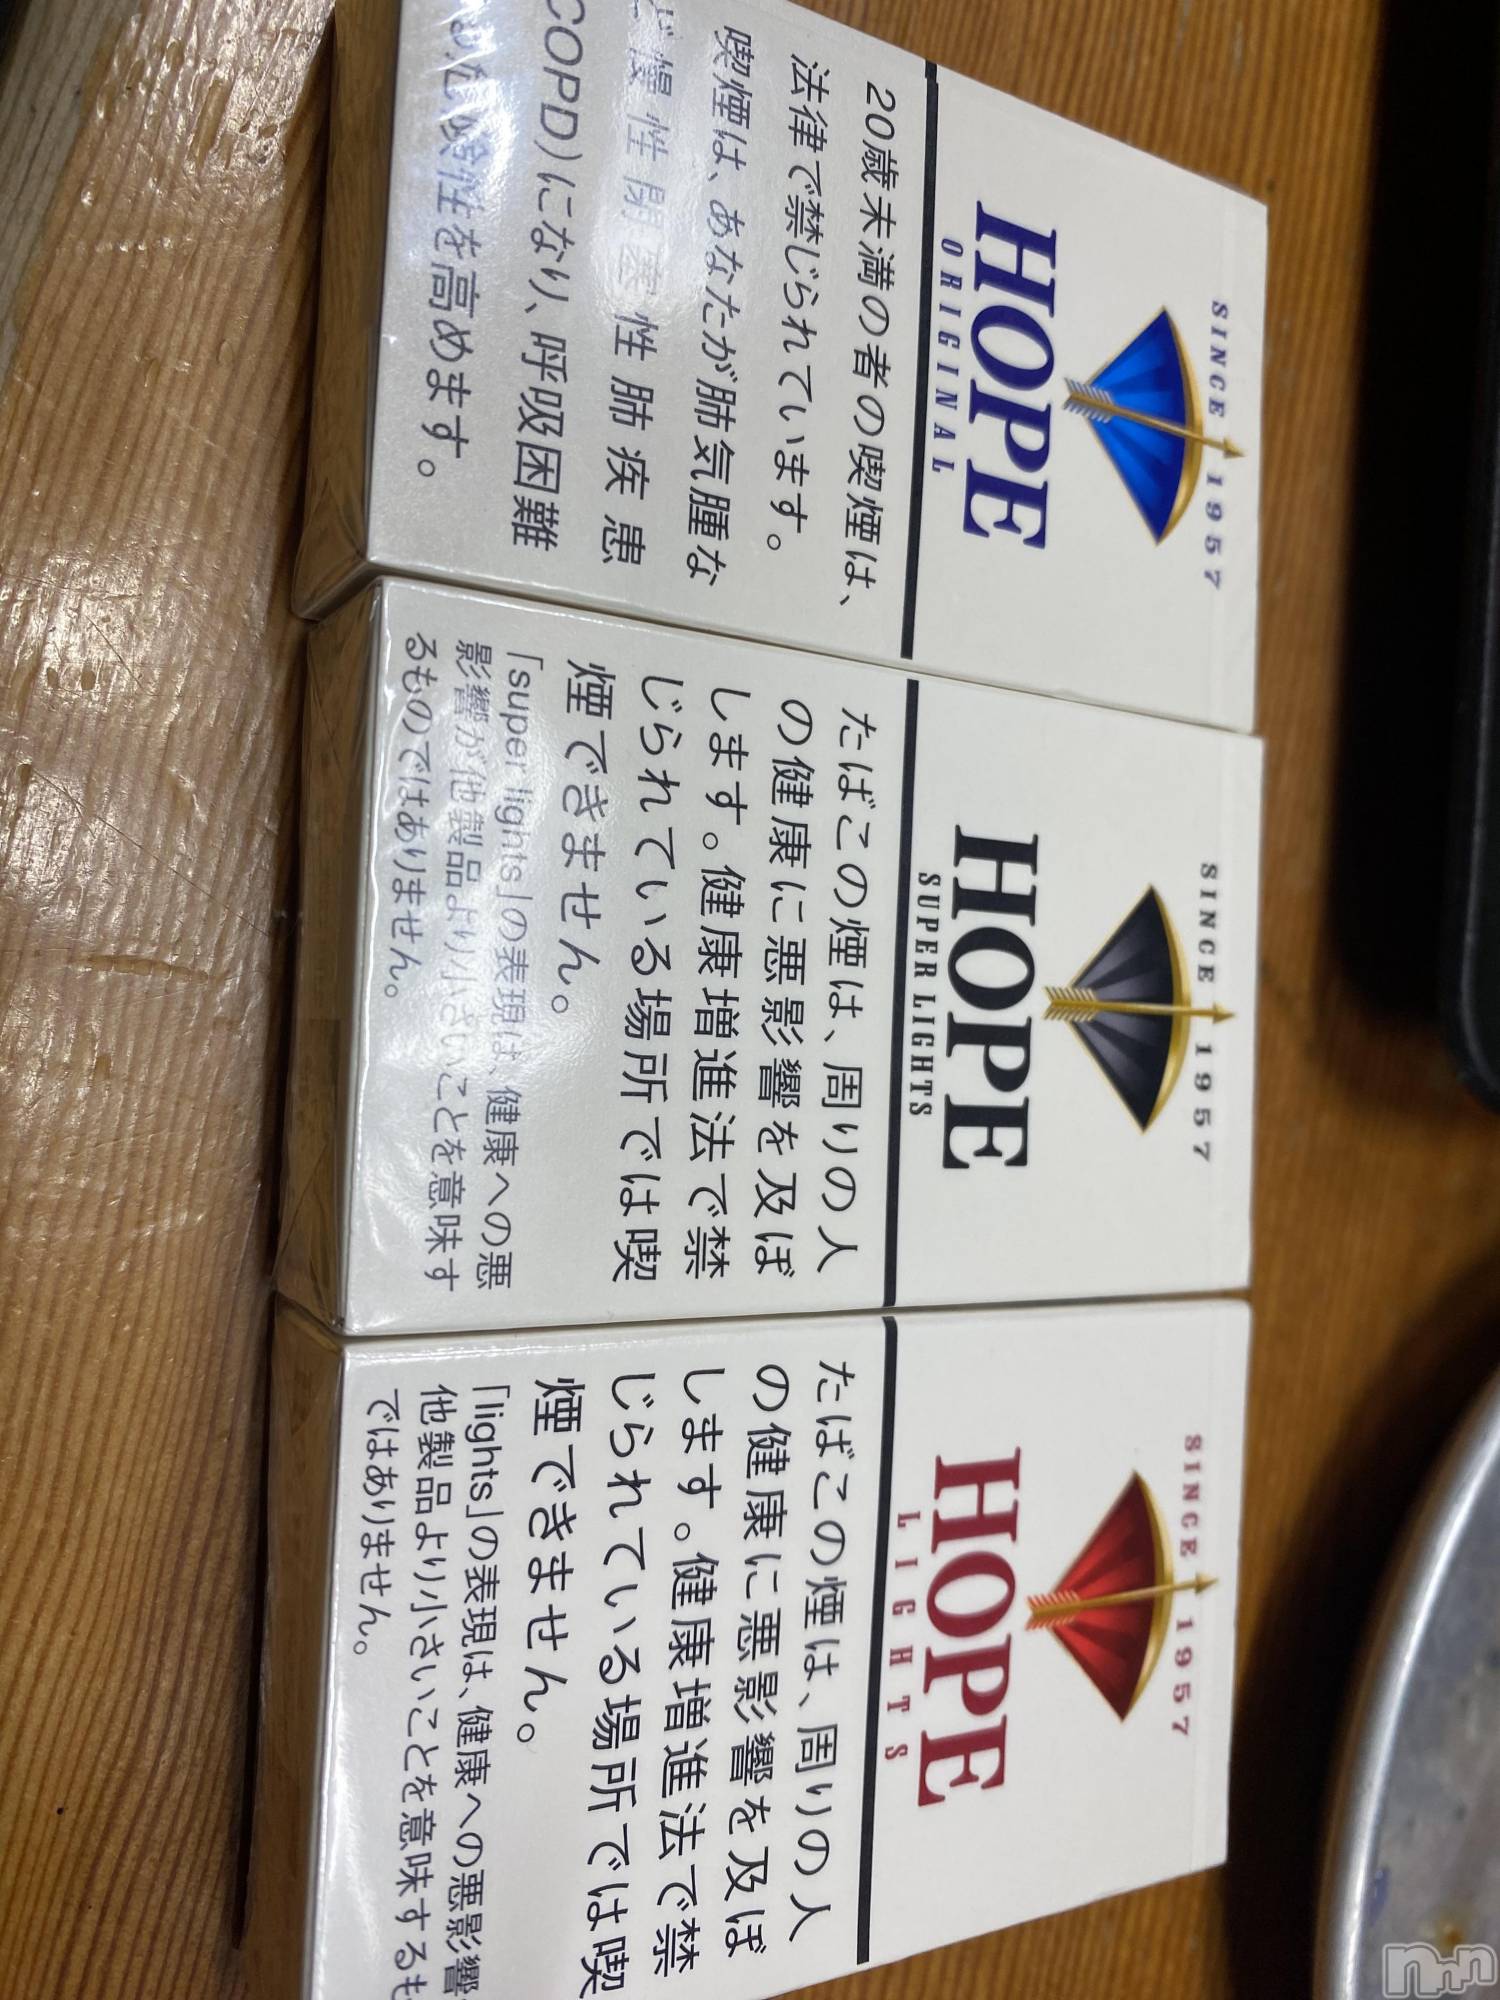 SINCE 1957
HOPE
ORIGINAL
20歳未満の者の喫煙は、
法律で禁じられています。
喫煙は、あなたが肺気腫な
ど慢性閉塞性肺疾患
COPD)になり、呼吸困難
危険性を高めます。
SINCE 1957
HOPE
SUPER LIGHTS
たばこの煙は、周りの人
の健康に悪影響を及ぼ
します。健康増進法で禁
じられている場所では喫
煙できません。
「super lights」の表現は、健康への悪
影響が他製品より小さいことを意味す
るものではありません。
SINCE 1957
HOPE
LIGHTS
たばこの煙は、周りの人
の健康に悪影響を及ぼ
します。健康増進法で禁
じられている場所では喫
煙できません。
「lights」の表現は、健康への悪影響
他製品より小さいことを意味するも
ではありません。